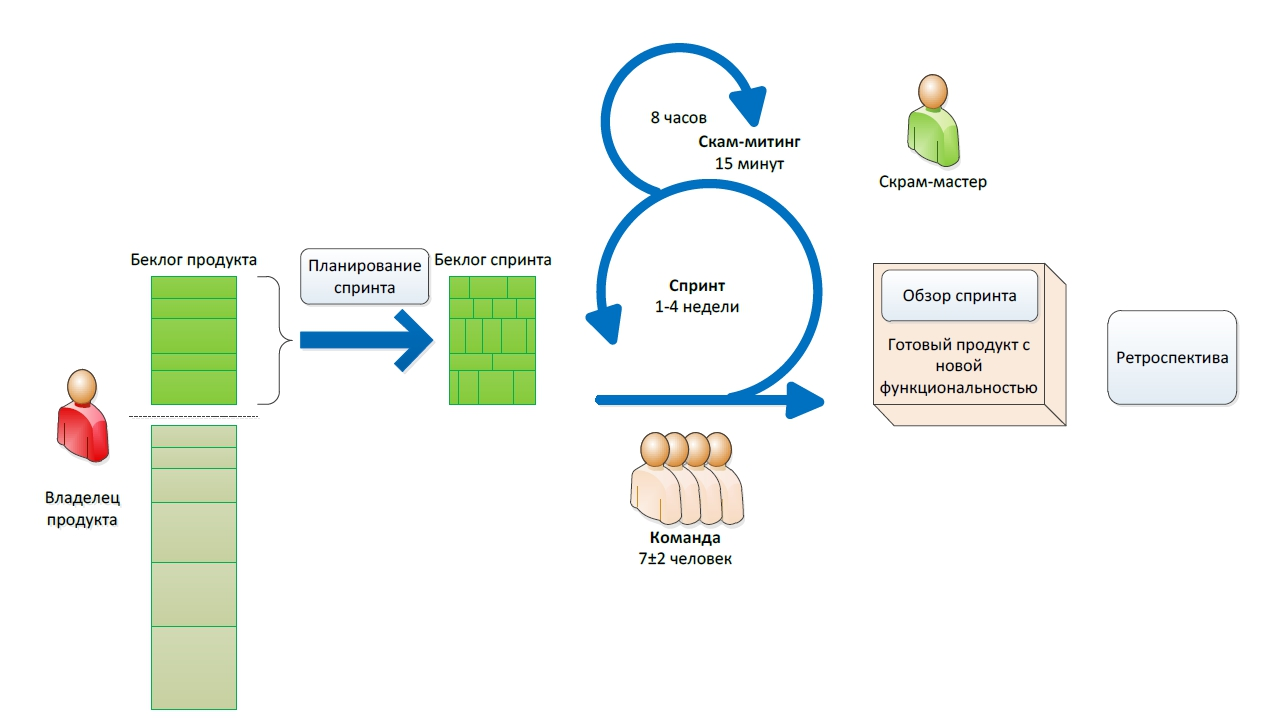 8 часов
Скам-митинг
15 минут
Скрам-мастер
Беклог продукта
Планирование
спринта
Беклог спринта
Спринт
1-4 недели
Обзор спринта
Готовый продукт с
новой
функциональностью
Ретроспектива
Владелец
продукта
Команда
7±2 человек